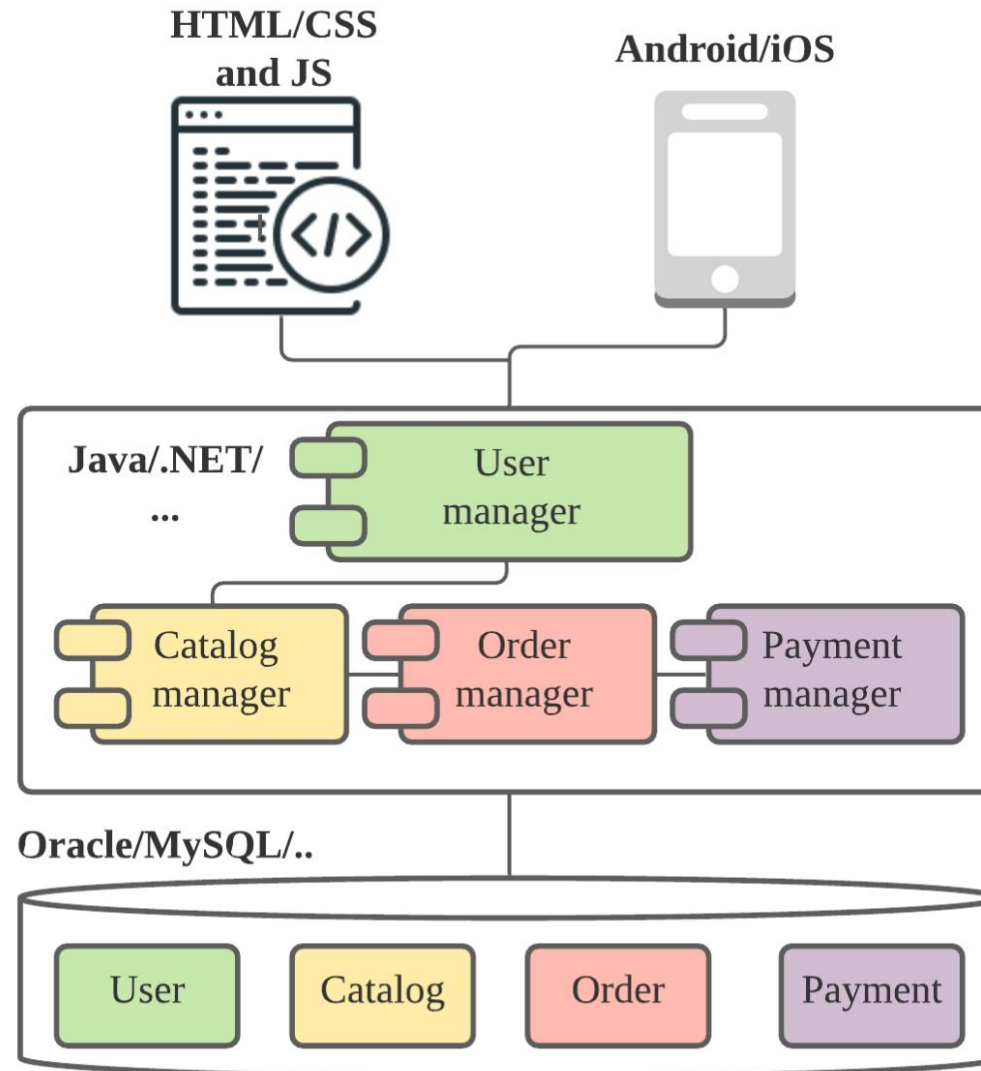 HTML/CSS
and JS
Android/iOS
</>
Java/.NET/
...
User
manager
Catalog
manager
Order
manager
Payment
manager
Oracle/MySQL/..
User
Catalog
Order
Payment